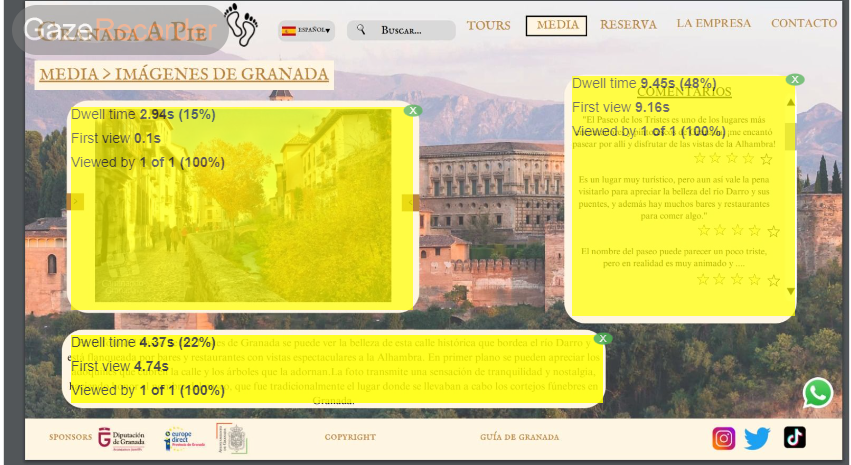 GRANADA A PIE
GazeRecorder
ESPAÑOL
BUSCAR...
TOURS
MEDIA
RESERVA
LA EMPRESA
CONTACTO
MEDIA > IMÁGENES DE GRANADA
Dwell time 2.94s (15%)
First view 0.1s
Viewed by 1 of 1 (100%)
X
Dwell time 9.45s (48%)
COMENTARIOS
First view 9.16s
"El Paseo de los Tristes es uno de los lugares más
Viewed by 1 of 1 (100%)
me encantó
pasear por allí y disfrutar de las vistas de la Alhambra!
Es un lugar muy turístico, pero aun así vale la pena
visitarlo para apreciar la belleza del río Darro y sus
puentes, y además hay muchos bares y restaurantes
para comer algo."
El nombre del paseo puede parecer un poco triste,
pero en realidad es muy animado y ....
X
Dwell time 4.37s (22%)
es de Granada se puede ver la belleza de esta calle histórica que bordea el río Darro y
está flanqueada por bares y restaurantes con vistas espectaculares a la Alhambra. En primer plano se pueden apreciar los
First view 4.74s
la calle y los árboles que la adornan.La foto transmite una sensación de tranquilidad y nostalgia,
Viewed by 1 of 1 (100%)
que fue tradicionalmente el lugar donde se llevaban a cabo los cortejos fúnebres en
Granada.
X
SPONSORS
Diputación
de Granada
europe
direct
COPYRIGHT
GUÍA DE GRANADA